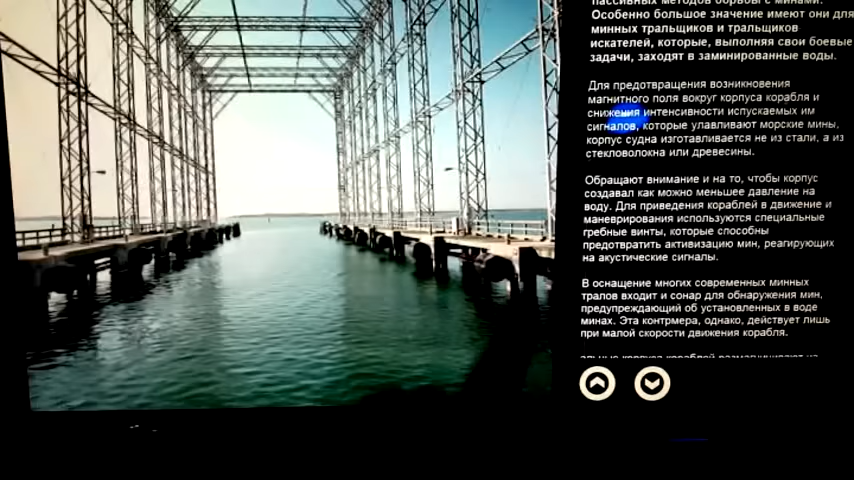 пассивных методов борьбы с минами.
Особенно большое значение имеют они для
минных тральщиков и тральщиков
искателей, которые, выполняя свои боевые
задачи, заходят в заминированные воды.
Для предотвращения возникновения
магнитного поля вокруг корпуса корабля и
снижения интенсивности испускаемых им
сигналов, которые улавливают морские мины,
корпус судна изготавливается не из стали, а из
стекловолокна или древесины.
Обращают внимание и на то, чтобы корпус
создавал как можно меньшее давление на
воду. Для приведения кораблей в движение и
маневрирования используются специальные
гребные винты, которые способны
предотвратить активизацию мин, реагирующих
на акустические сигналы.
В оснащение многих современных минных
тралов входит и сонар для обнаружения мин,
предупреждающий об установленных в воде
минах. Эта контрмера, однако, действует лишь
при малой скорости движения корабля.
корпуса кораблей размагничивают на